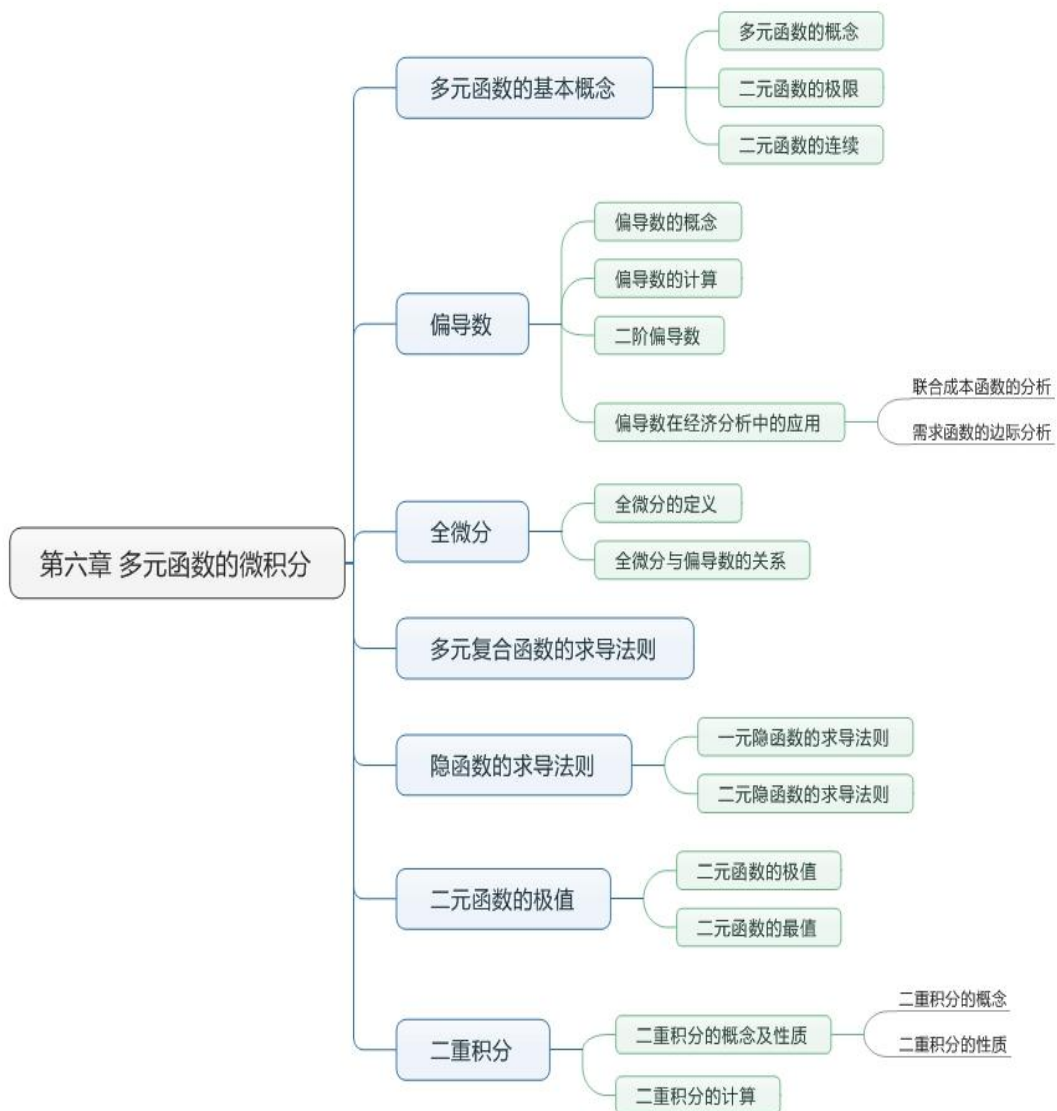 第六章 多元函数的微积分
多元函数的基本概念
多元函数的概念
二元函数的极限
二元函数的连续
偏导数
偏导数的概念
偏导数的计算
二阶偏导数
偏导数在经济分析中的应用
联合成本函数的分析
需求函数的边际分析
全微分
全微分的定义
全微分与偏导数的关系
多元复合函数的求导法则
隐函数的求导法则
一元隐函数的求导法则
二元隐函数的求导法则
二元函数的极值
二元函数的极值
二元函数的最值
二重积分
二重积分的概念及性质
二重积分的概念
二重积分的性质
二重积分的计算